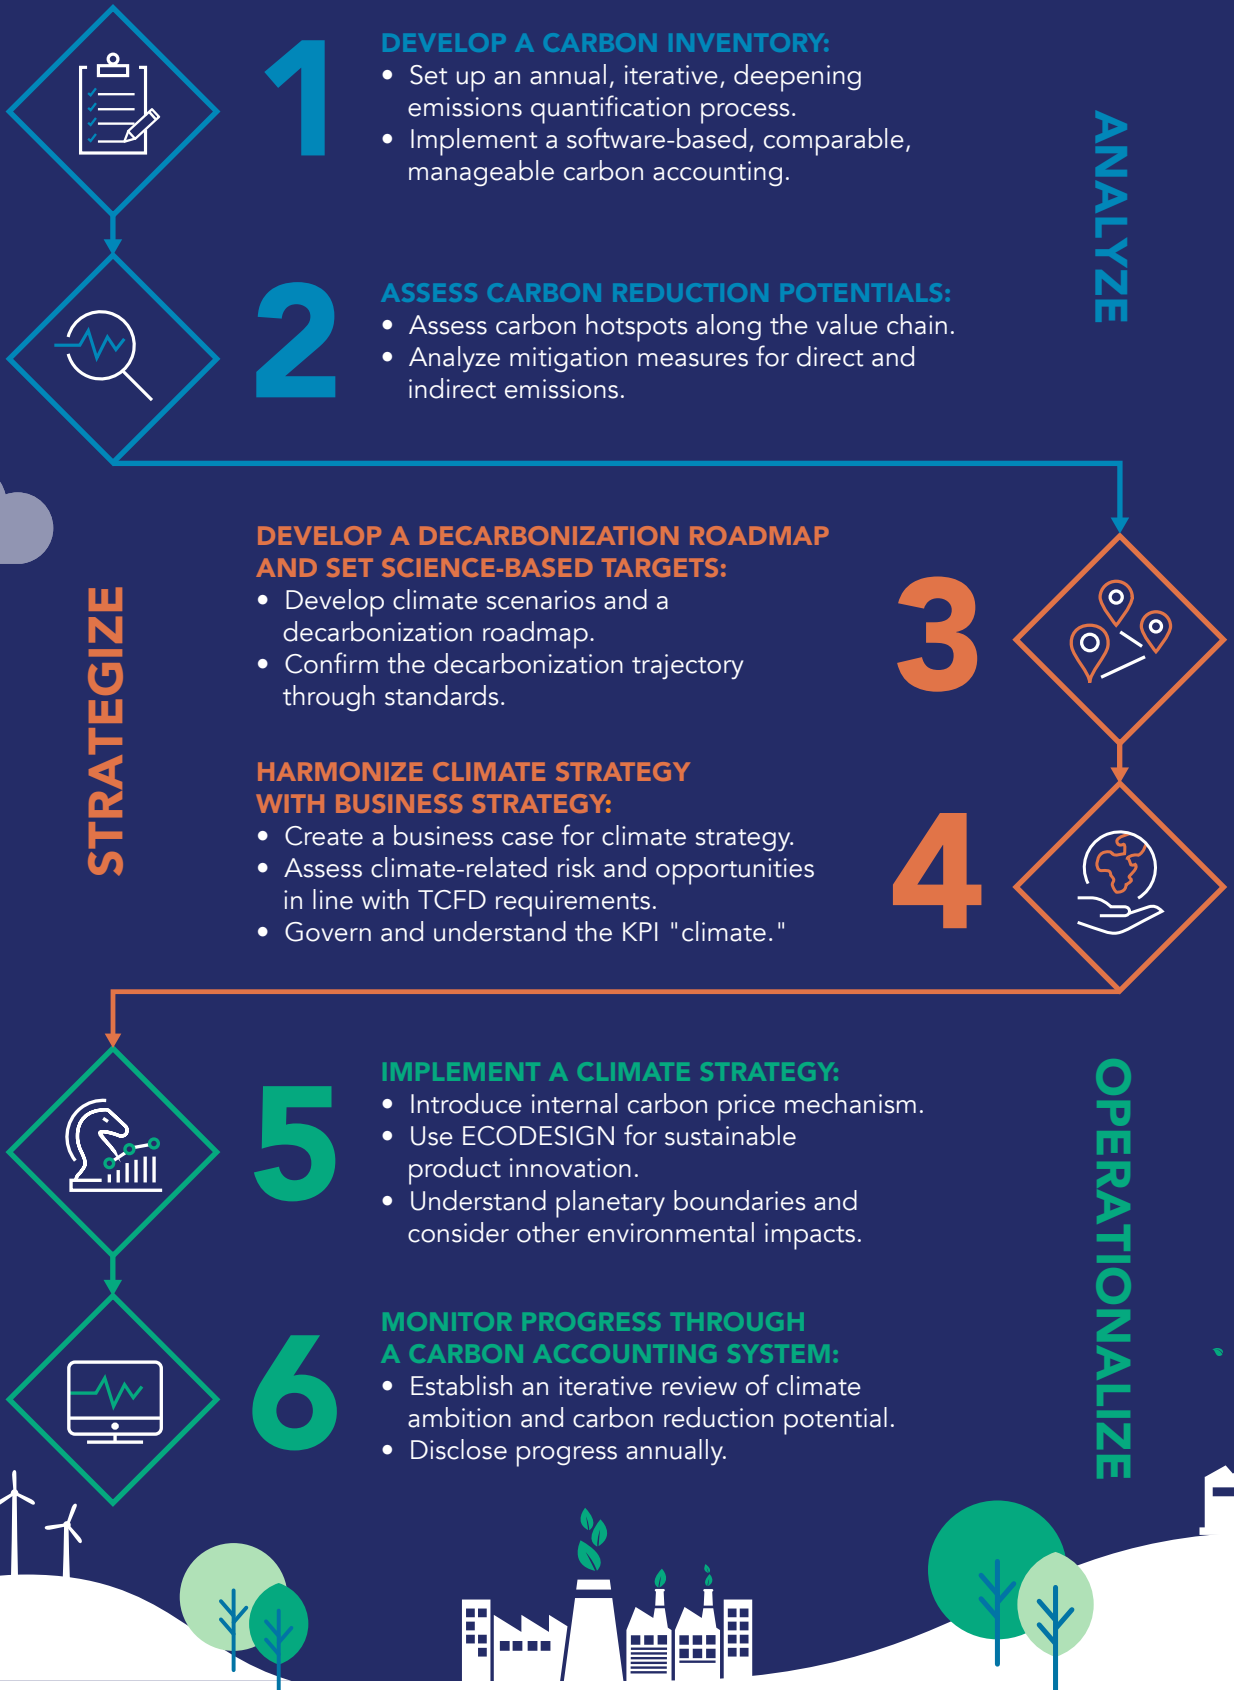 1
DEVELOP A CARBON INVENTORY:
• Set up an annual, iterative, deepening
emissions quantification process.
• Implement a software-based, comparable,
manageable carbon accounting.
ANALYZE
2
ASSESS CARBON REDUCTION POTENTIALS:
• Assess carbon hotspots along the value chain.
• Analyze mitigation measures for direct and
indirect emissions.
STRATEGIZE
DEVELOP A DECARBONIZATION ROADMAP
AND SET SCIENCE-BASED TARGETS:
• Develop climate scenarios and a
decarbonization roadmap.
• Confirm the decarbonization trajectory
through standards.
3
HARMONIZE CLIMATE STRATEGY
WITH BUSINESS STRATEGY:
• Create a business case for climate strategy.
• Assess climate-related risk and opportunities
in line with TCFD requirements.
• Govern and understand the KPI "climate."
4
5
IMPLEMENT A CLIMATE STRATEGY:
• Introduce internal carbon price mechanism.
• Use ECODESIGN for sustainable
product innovation.
• Understand planetary boundaries and
consider other environmental impacts.
OPERATIONALIZE
6
MONITOR PROGRESS THROUGH
A CARBON ACCOUNTING SYSTEM:
• Establish an iterative review of climate
ambition and carbon reduction potential.
• Disclose progress annually.